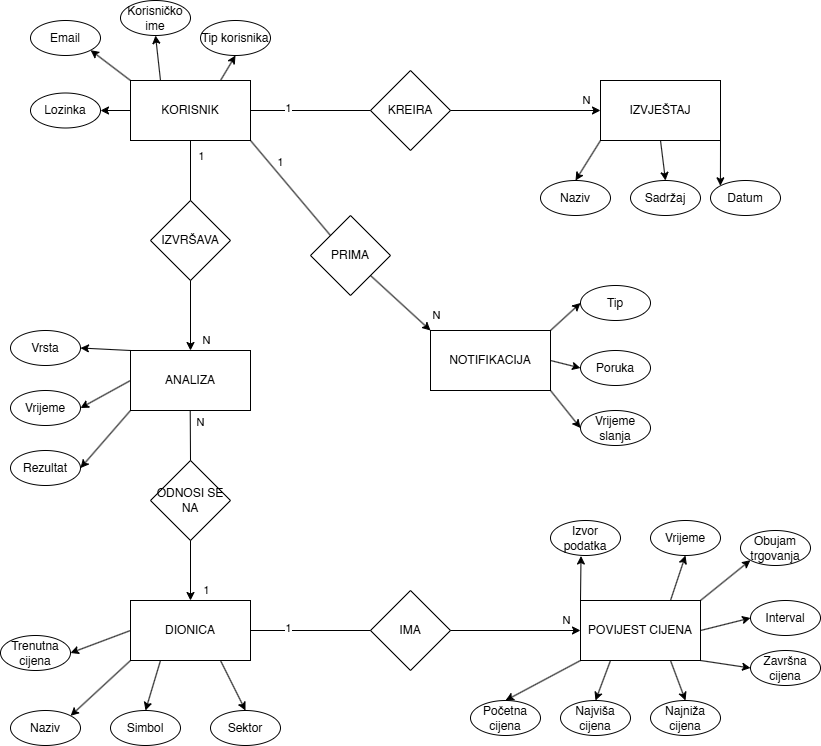 Korisničko
ime
Email
Tip korisnika
Lozinka
KORISNIK
1
KREIRA
N
IZVJEŠTAJ
1
1
Naziv
Sadržaj
Datum
IZVRŠAVA
PRIMA
N
Tip
N
Vrsta
NOTIFIKACIJA
Poruka
ANALIZA
Vrijeme
N
Vrijeme
slanja
Rezultat
ODNOSI SE
NA
Izvor
podatka
Vrijeme
Obujam
trgovanja
1
DIONICA
1
IMA
N
POVIJEST CIJENA
Interval
Trenutna
cijena
Završna
cijena
Naziv
Simbol
Sektor
Početna
cijena
Najviša
cijena
Najniža
cijena